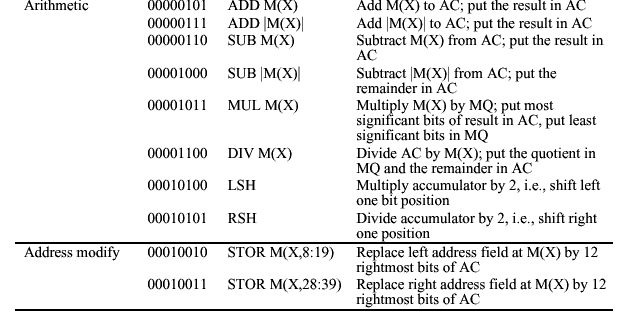 Arithmetic 00000101 ADD M(X) Add M(X) to AC; put the result in AC
00000111 ADD |M(X)| Add |M(X)| to AC; put the result in AC
00000110 SUB M(X) Subtract M(X) from AC; put the result in
AC
00001000 SUB |M(X)| Subtract |M(X)| from AC; put the
remainder in AC
00001011 MUL M(X) Multiply M(X) by MQ; put most
significant bits of result in AC, put least
significant bits in MQ
00001100 DIV M(X) Divide AC by M(X); put the quotient in
MQ and the remainder in AC
00010100 LSH Multiply accumulator by 2, i.e., shift left
one bit position
00010101 RSH Divide accumulator by 2, i.e., shift right
one position
Address modify 00010010 STOR M(X,8:19) Replace left address field at M(X) by 12
rightmost bits of AC
00010011 STOR M(X,28:39) Replace right address field at M(X) by 12
rightmost bits of AC